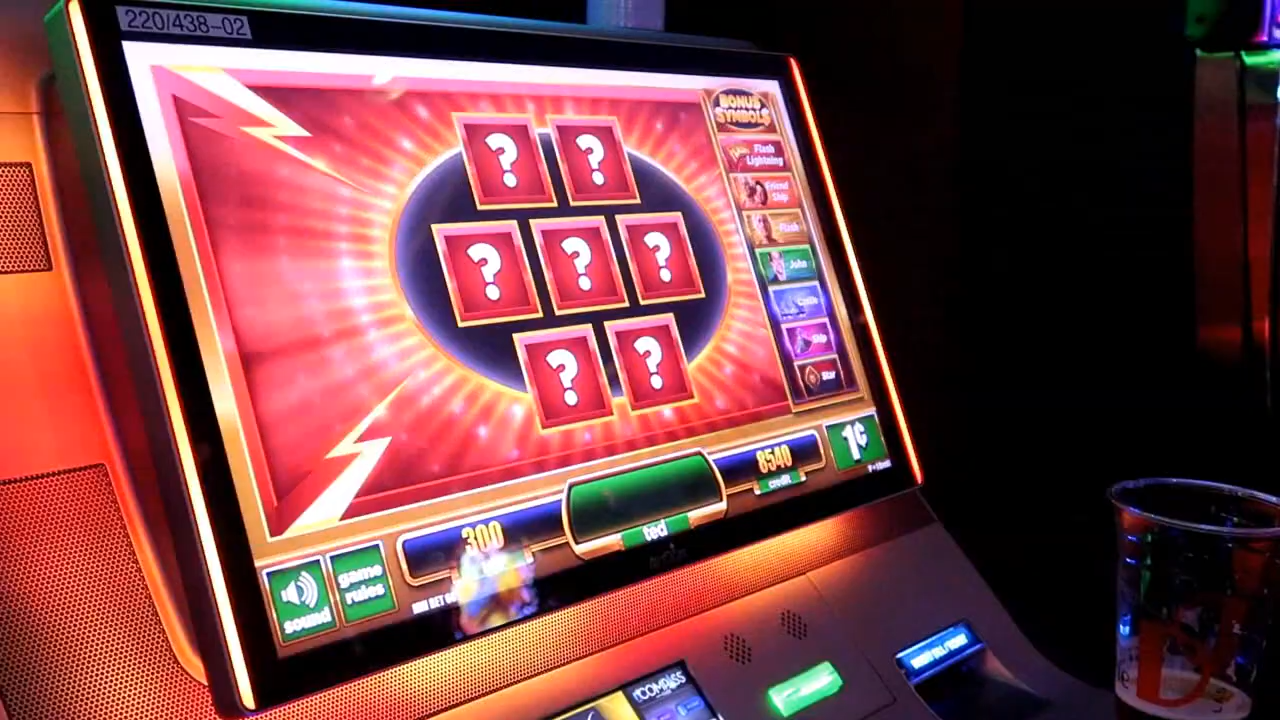 220/438-02
BONUS
SYMBOLS
Flash
Lightning
Friend
Ship
Flash
John
Castle
Ship
Star
? ?
? ? ?
? ?
8540
credit
1¢
300
ted
sound
game
rules
COMPASS